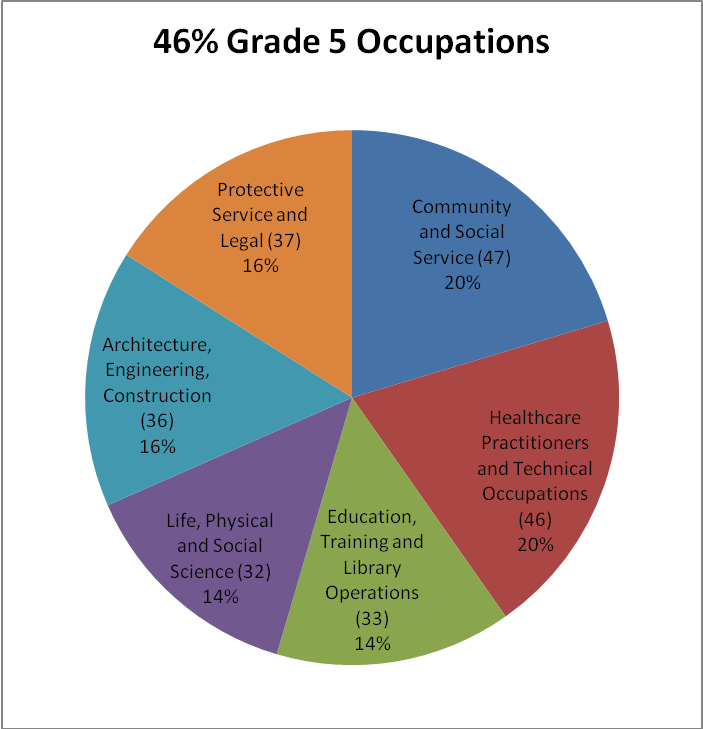 46% Grade 5 Occupations
Community
and Social
Service (47)
20%
Healthcare
Practitioners
and Technical
Occupations
(46)
20%
Education,
Training and
Library
Operations
(33)
14%
Life, Physical
and Social
Science (32)
14%
Architecture,
Engineering,
Construction
(36)
16%
Protective
Service and
Legal (37)
16%